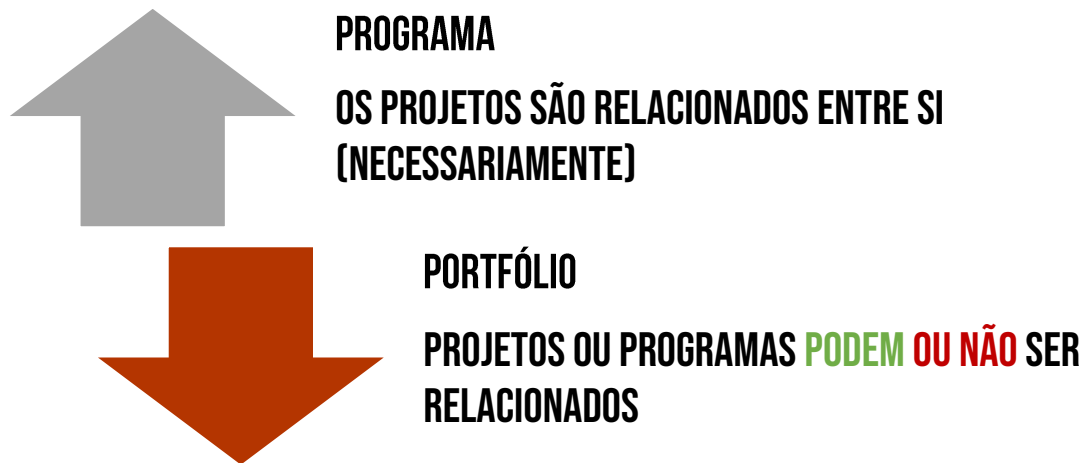 PROGRAMA
OS PROJETOS SÃO RELACIONADOS ENTRE SI
(NECESSARIAMENTE)
PORTFÓLIO
PROJETOS OU PROGRAMAS PODEM OU NÃO SER
RELACIONADOS